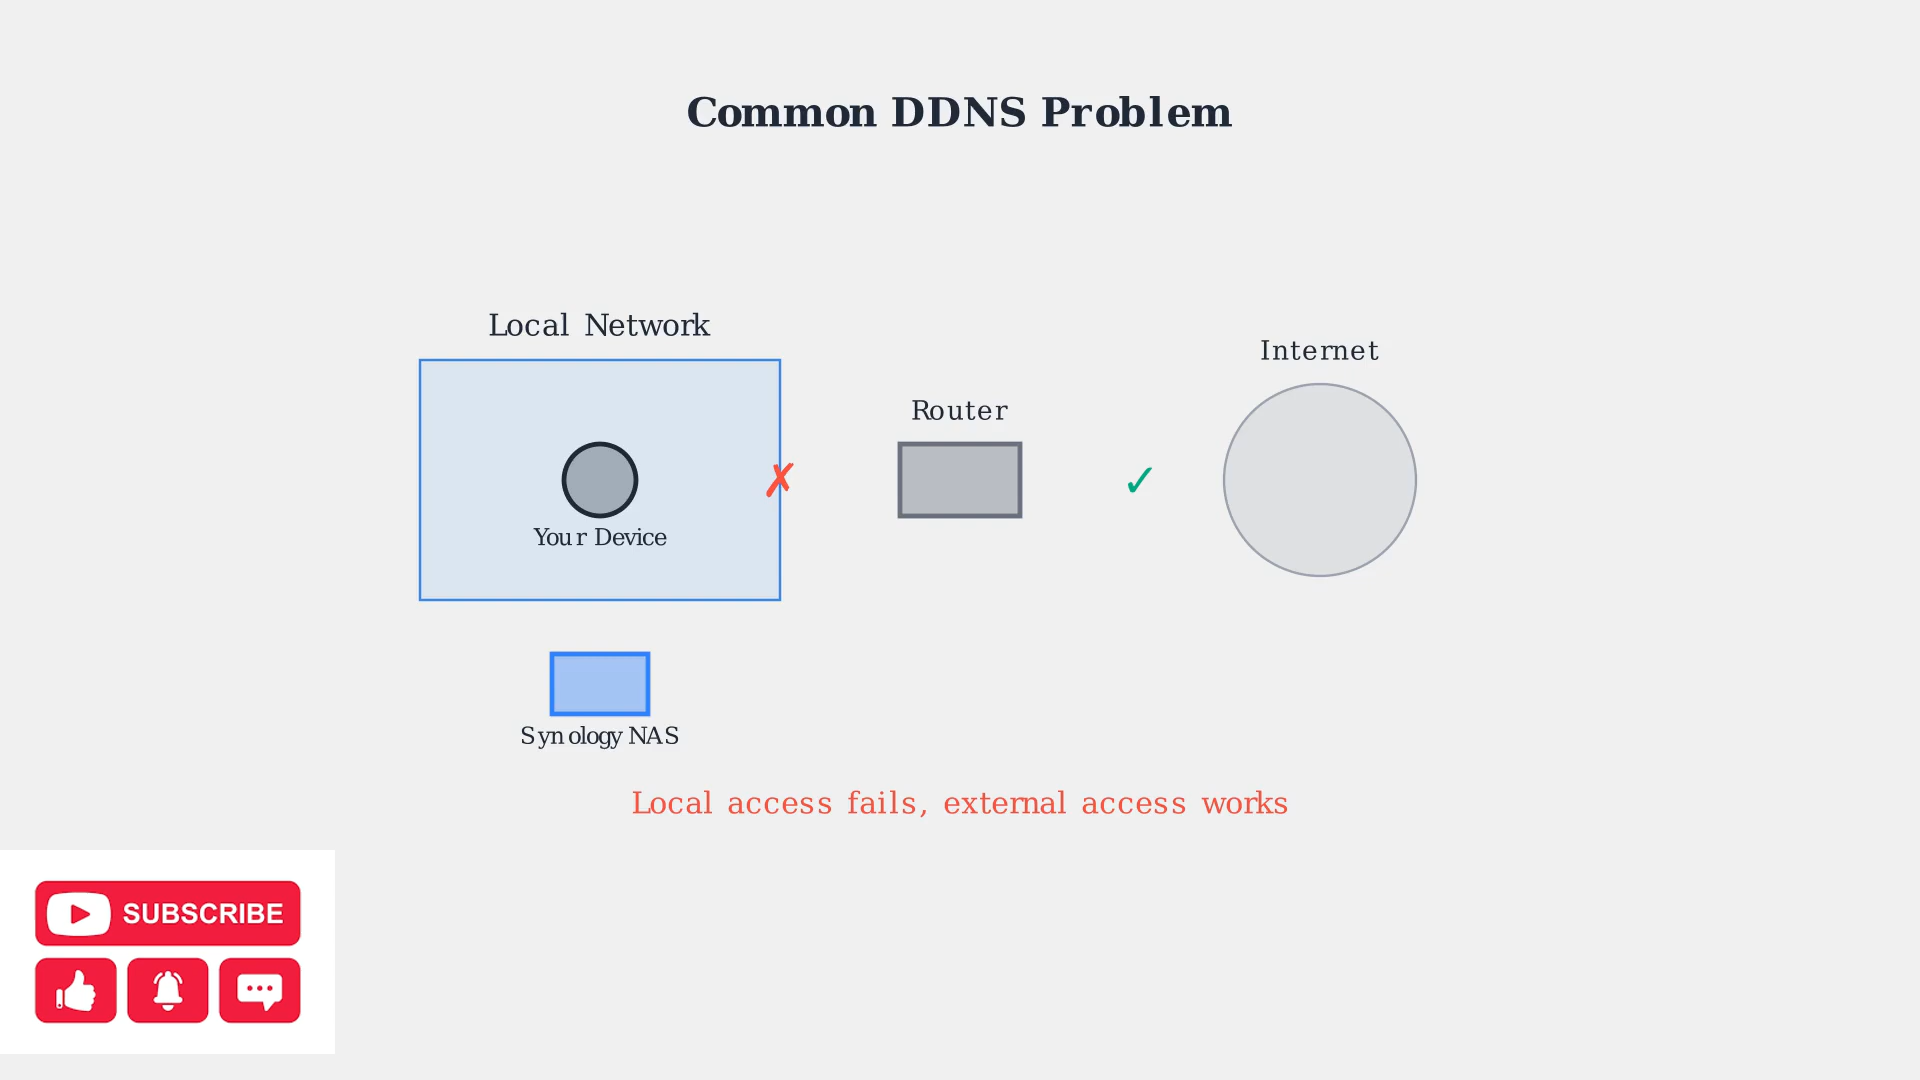 Common DDNS Problem
Local Network
Internet
Router
Your Device
Synology NAS
Local access fails, external access works
SUBSCRIBE